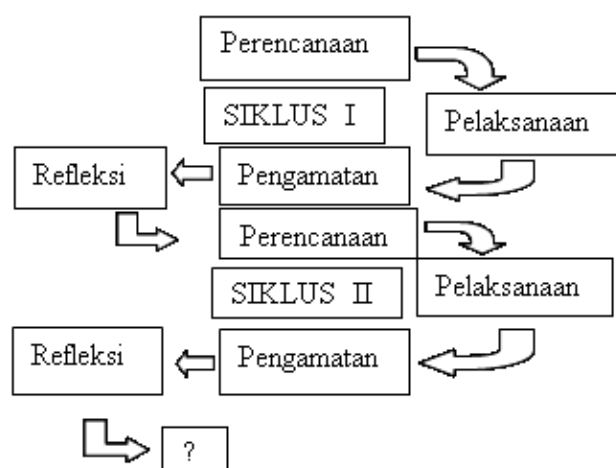 Perencanaan
SIKLUS I
Pelaksanaan
Refleksi
Pengamatan
Perencanaan
SIKLUS II
Pelaksanaan
Refleksi
Pengamatan
?